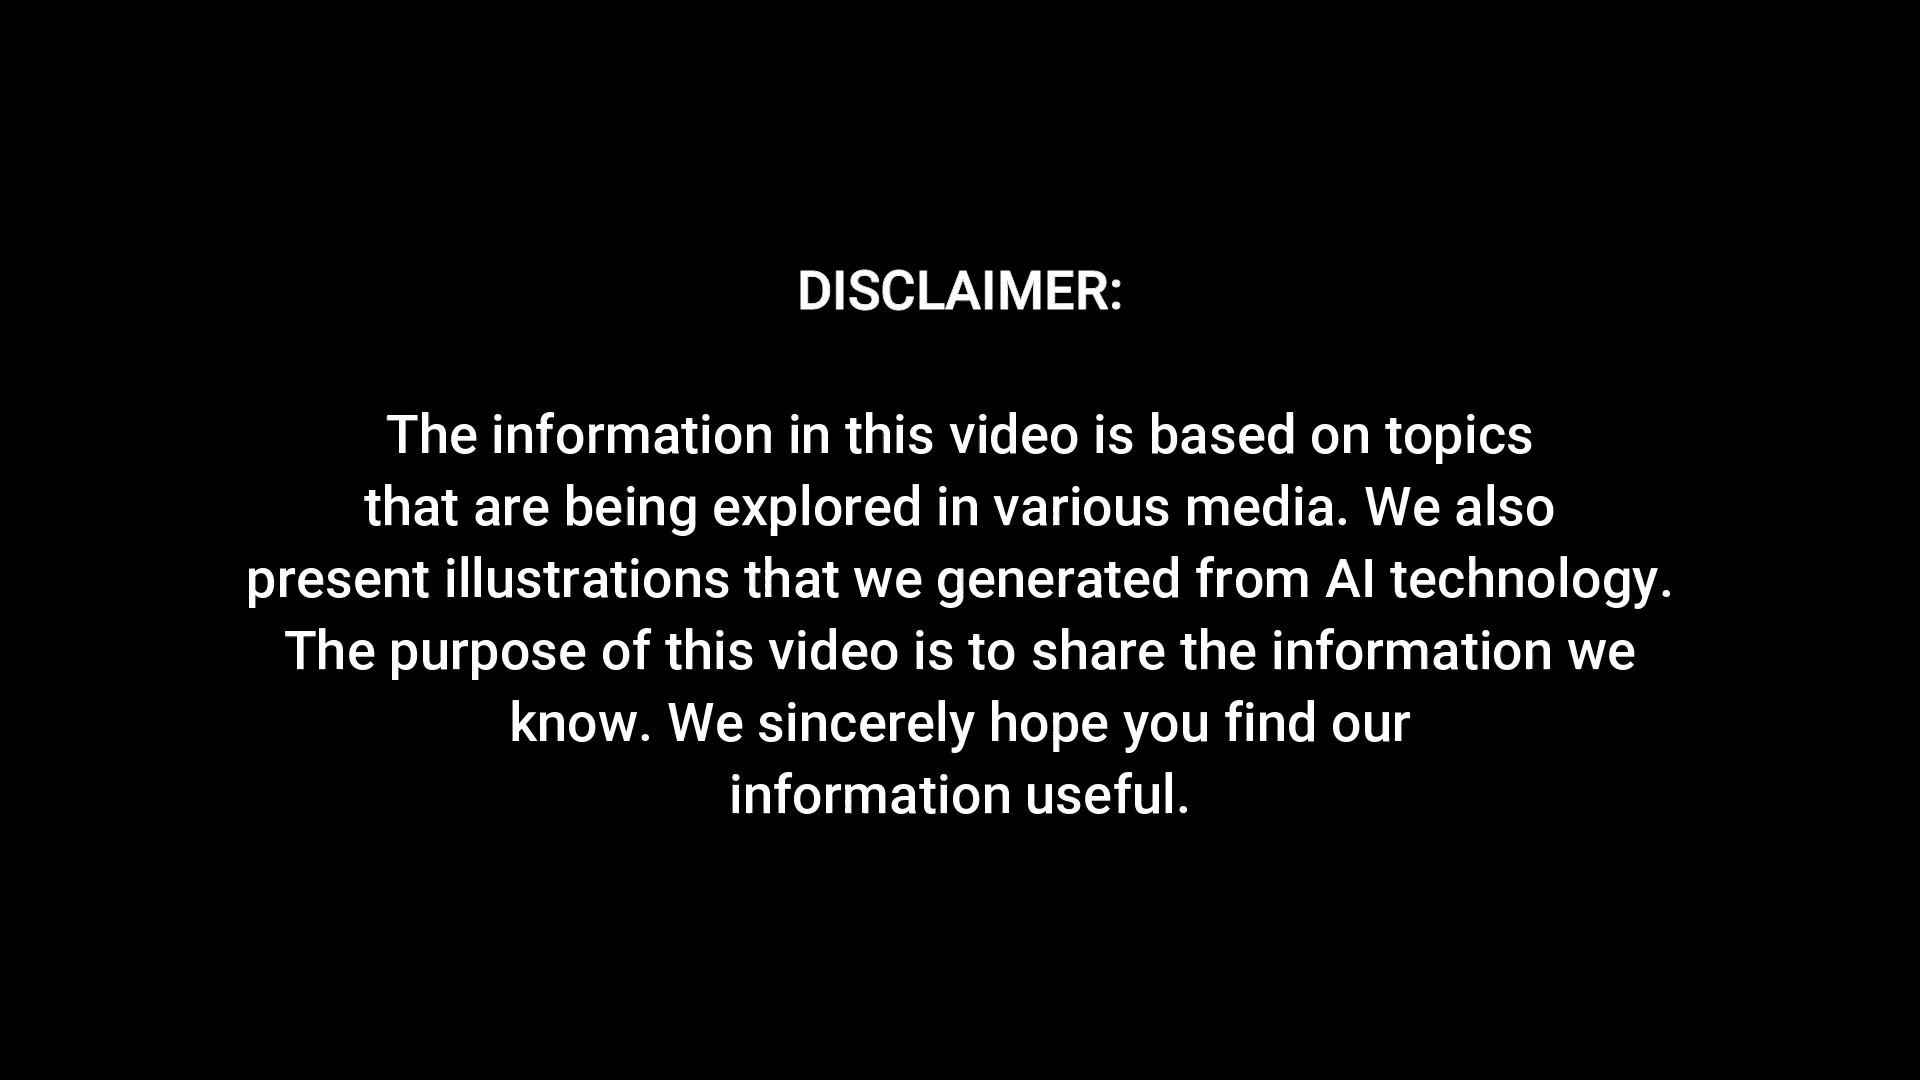 DISCLAIMER:
The information in this video is based on topics
that are being explored in various media. We also
present illustrations that we generated from AI technology.
The purpose of this video is to share the information we
know. We sincerely hope you find our
information useful.